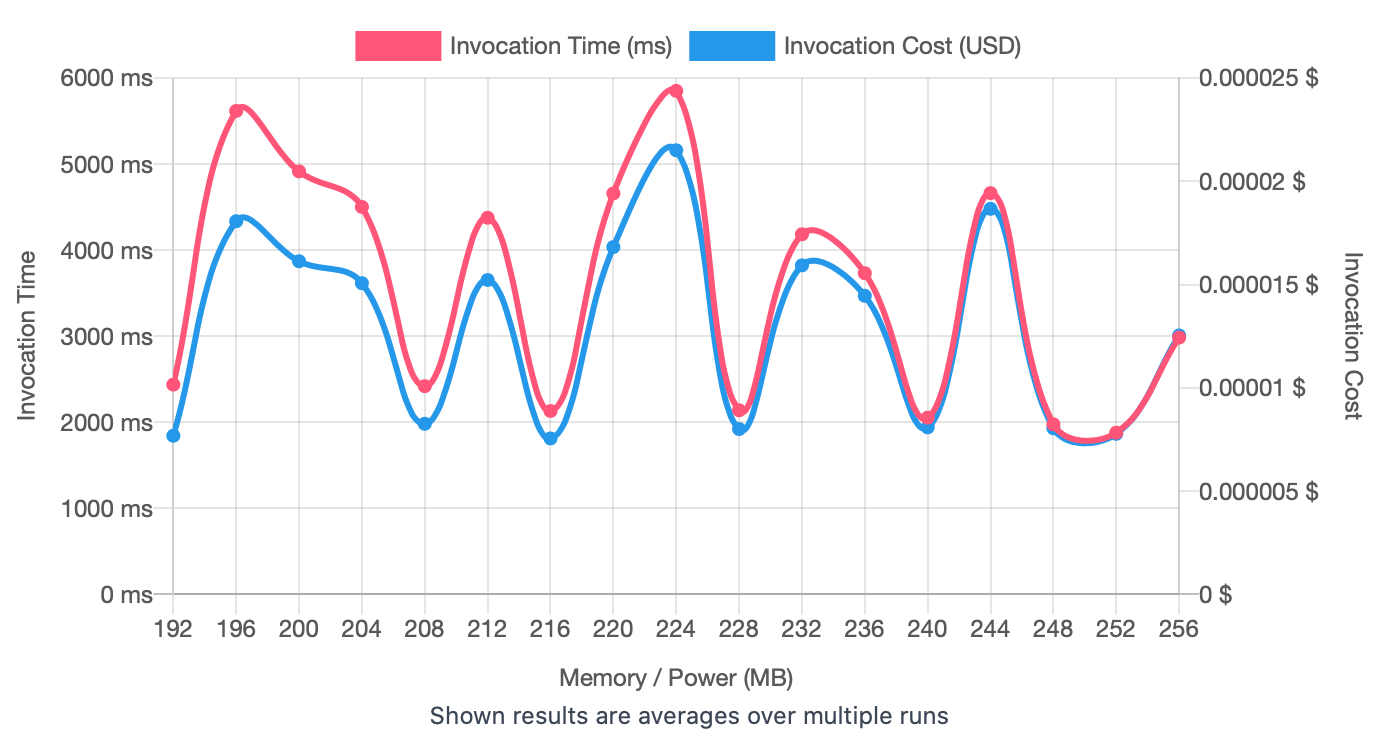 Invocation Time (ms) Invocation Cost (USD)
6000 ms
5000 ms
4000 ms
3000 ms
2000 ms
1000 ms
0 ms
Invocation Time
0.000025 $
0.00002 $
0.000015 $
0.00001 $
0.000005 $
0 $
Invocation Cost
192 196 200 204 208 212 216 220 224 228 232 236 240 244 248 252 256
Memory / Power (MB)
Shown results are averages over multiple runs